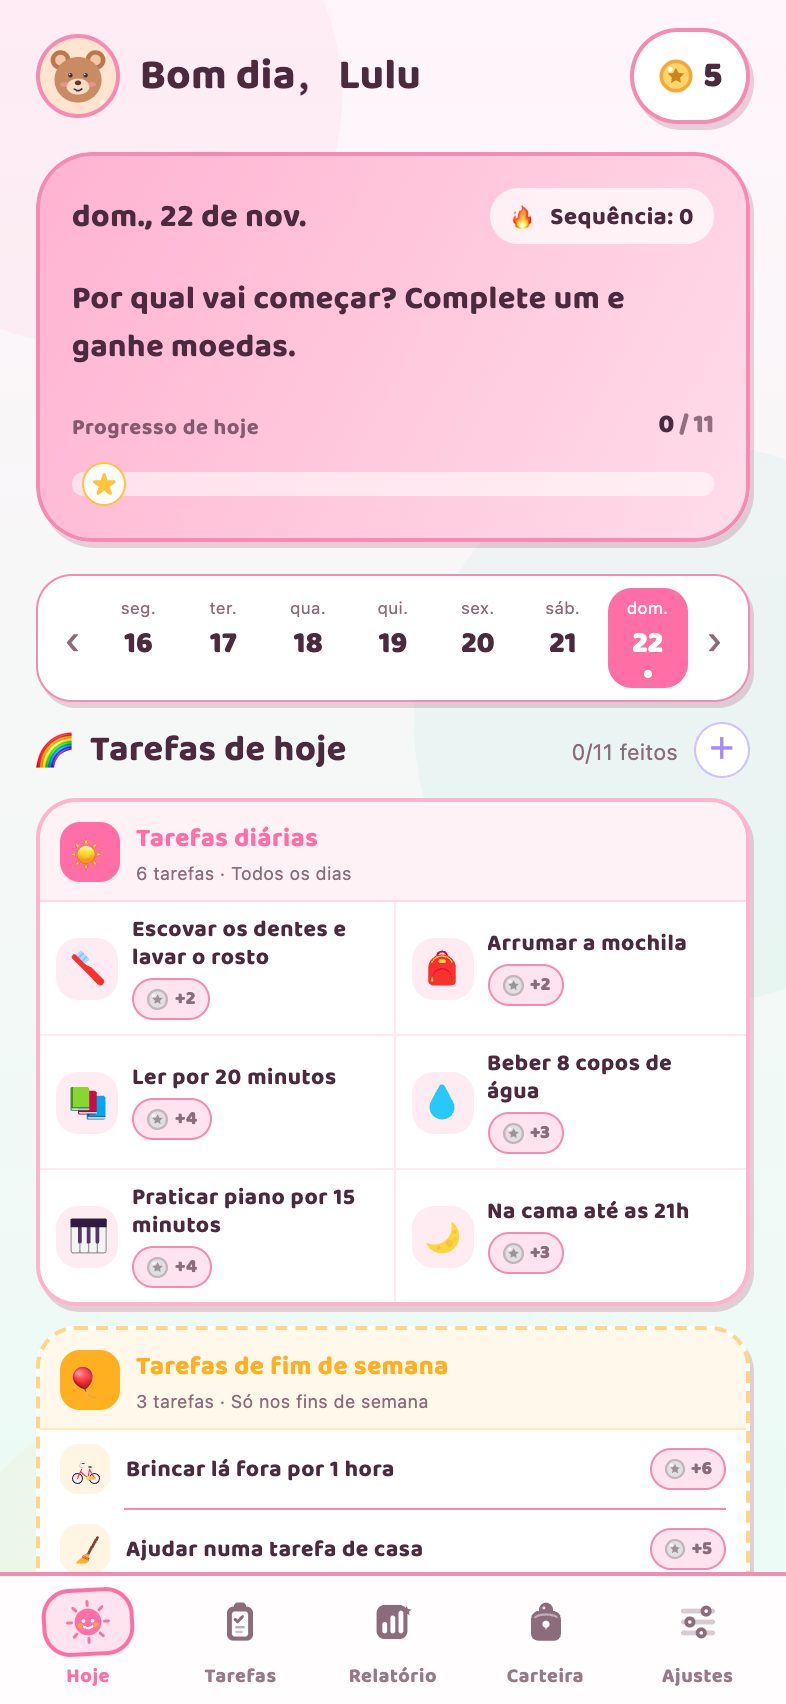 Bom dia, Lulu
5
dom., 22 de nov.
Sequência: 0
Por qual vai começar? Complete um e
ganhe moedas.
Progresso de hoje
0 / 11
seg. ter. qua. qui. sex. sáb. dom.
‹ 16 17 18 19 20 21 22 ›
Tarefas de hoje
0/11 feitos +
Tarefas diárias
6 tarefas · Todos os dias
Escovar os dentes e
lavar o rosto
+2
Arrumar a mochila
+2
Ler por 20 minutos
+4
Beber 8 copos de
água
+3
Praticar piano por 15
minutos
+4
Na cama até as 21h
+3
Tarefas de fim de semana
3 tarefas · Só nos fins de semana
Brincar lá fora por 1 hora
+6
Ajudar numa tarefa de casa
+5
Hoje
Tarefas
Relatório
Carteira
Ajustes